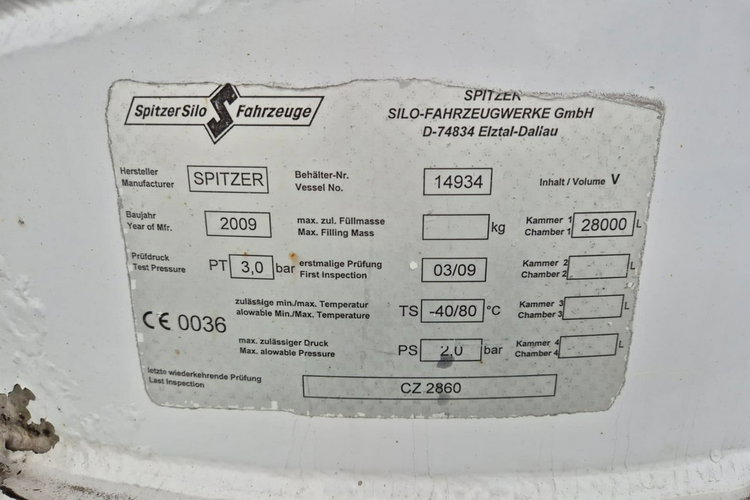 SpitzerSilo S Fahrzeuge
SPITZER
SILO-FAHRZEUGWERKE GmbH
D-74834 Elztal-Dallau
Hersteller
Manufacturer
SPITZER
Behälter-Nr.
Vessel No.
14934
Inhalt / Volume V
Baujahr
Year of Mfr.
2009
max. zul. Füllmasse
Max. Filling Mass
kg
Kammer 1
Chamber 1
28000 L
Prüfdruck
Test Pressure
PT 3,0 bar
erstmalige Prüfung
First Inspection
03/09
Kammer 2
Chamber 2
L
zulässige min./max. Temperatur
alowable Min./Max. Temperature
TS -40/80 °C
Kammer 3
Chamber 3
L
CE 0036
max. zulässiger Druck
Max. alowable Pressure
PS 2,0 bar
Kammer 4
Chamber 4
L
letzte wiederkehrende Prüfung
Last Inspection
CZ 2860